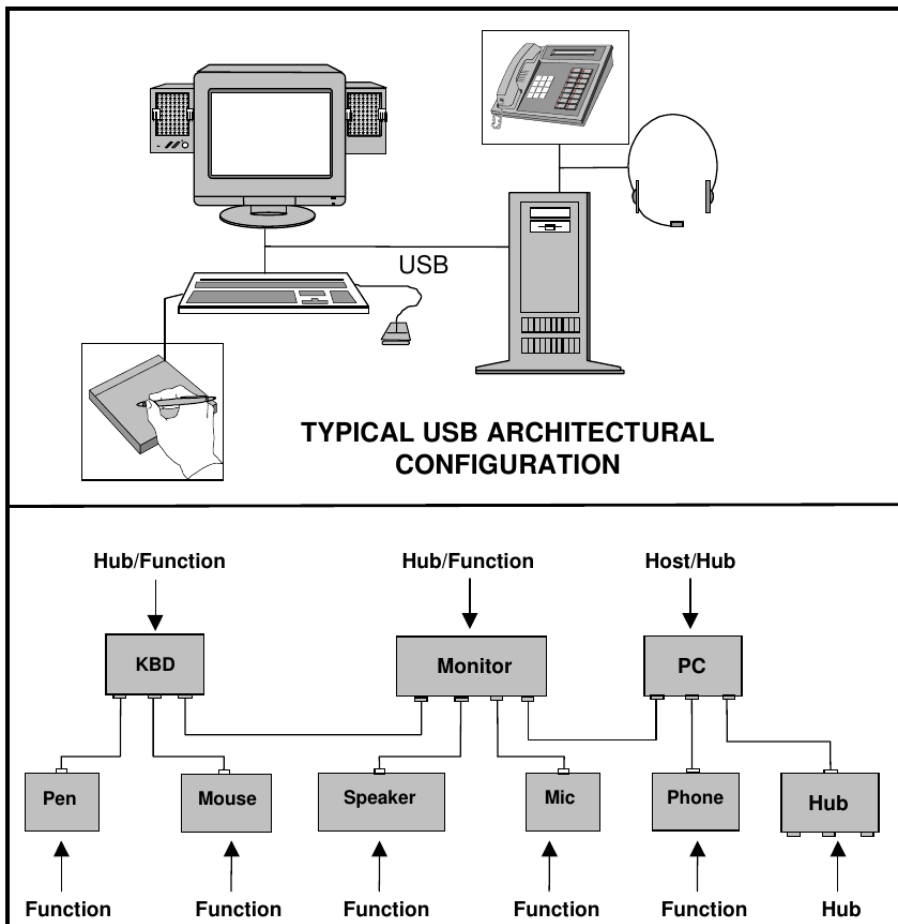 USB
TYPICAL USB ARCHITECTURAL
CONFIGURATION
Hub/Function Hub/Function Host/Hub
KBD Monitor PC
Pen Mouse Speaker Mic Phone Hub
Function Function Function Function Function Hub